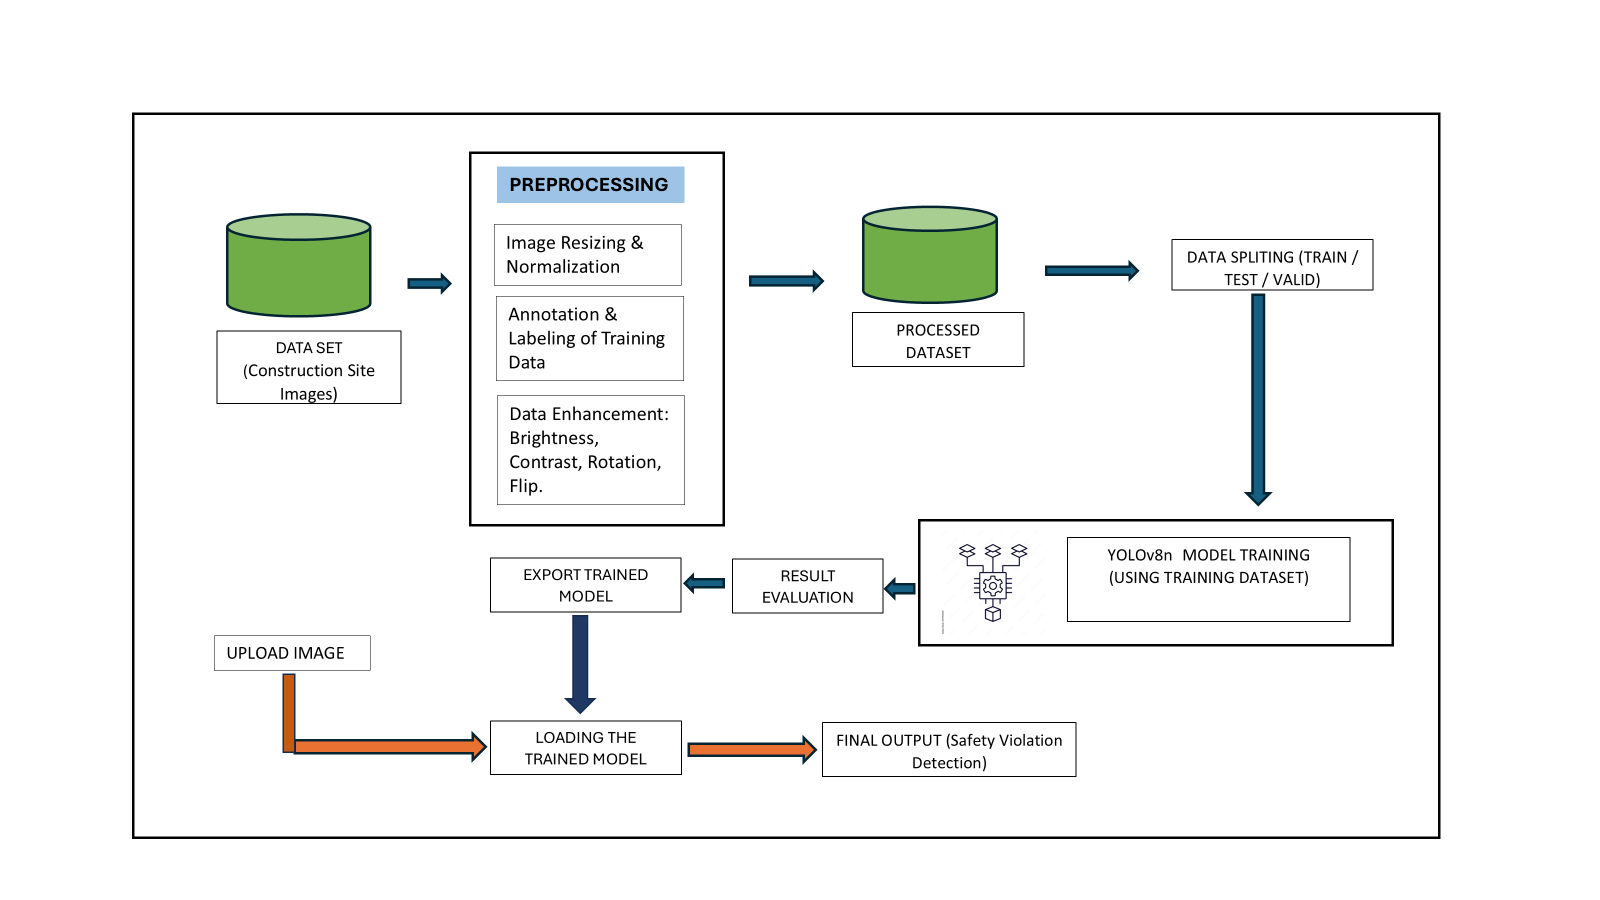 PREPROCESSING
Image Resizing &
Normalization
Annotation &
Labeling of Training
Data
Data Enhancement:
Brightness,
Contrast, Rotation,
Flip.
DATA SET
(Construction Site
Images)
PROCESSED
DATASET
DATA SPLITING (TRAIN /
TEST / VALID)
YOLOv8n MODEL TRAINING
(USING TRAINING DATASET)
RESULT
EVALUATION
EXPORT TRAINED
MODEL
UPLOAD IMAGE
LOADING THE
TRAINED MODEL
FINAL OUTPUT (Safety Violation
Detection)